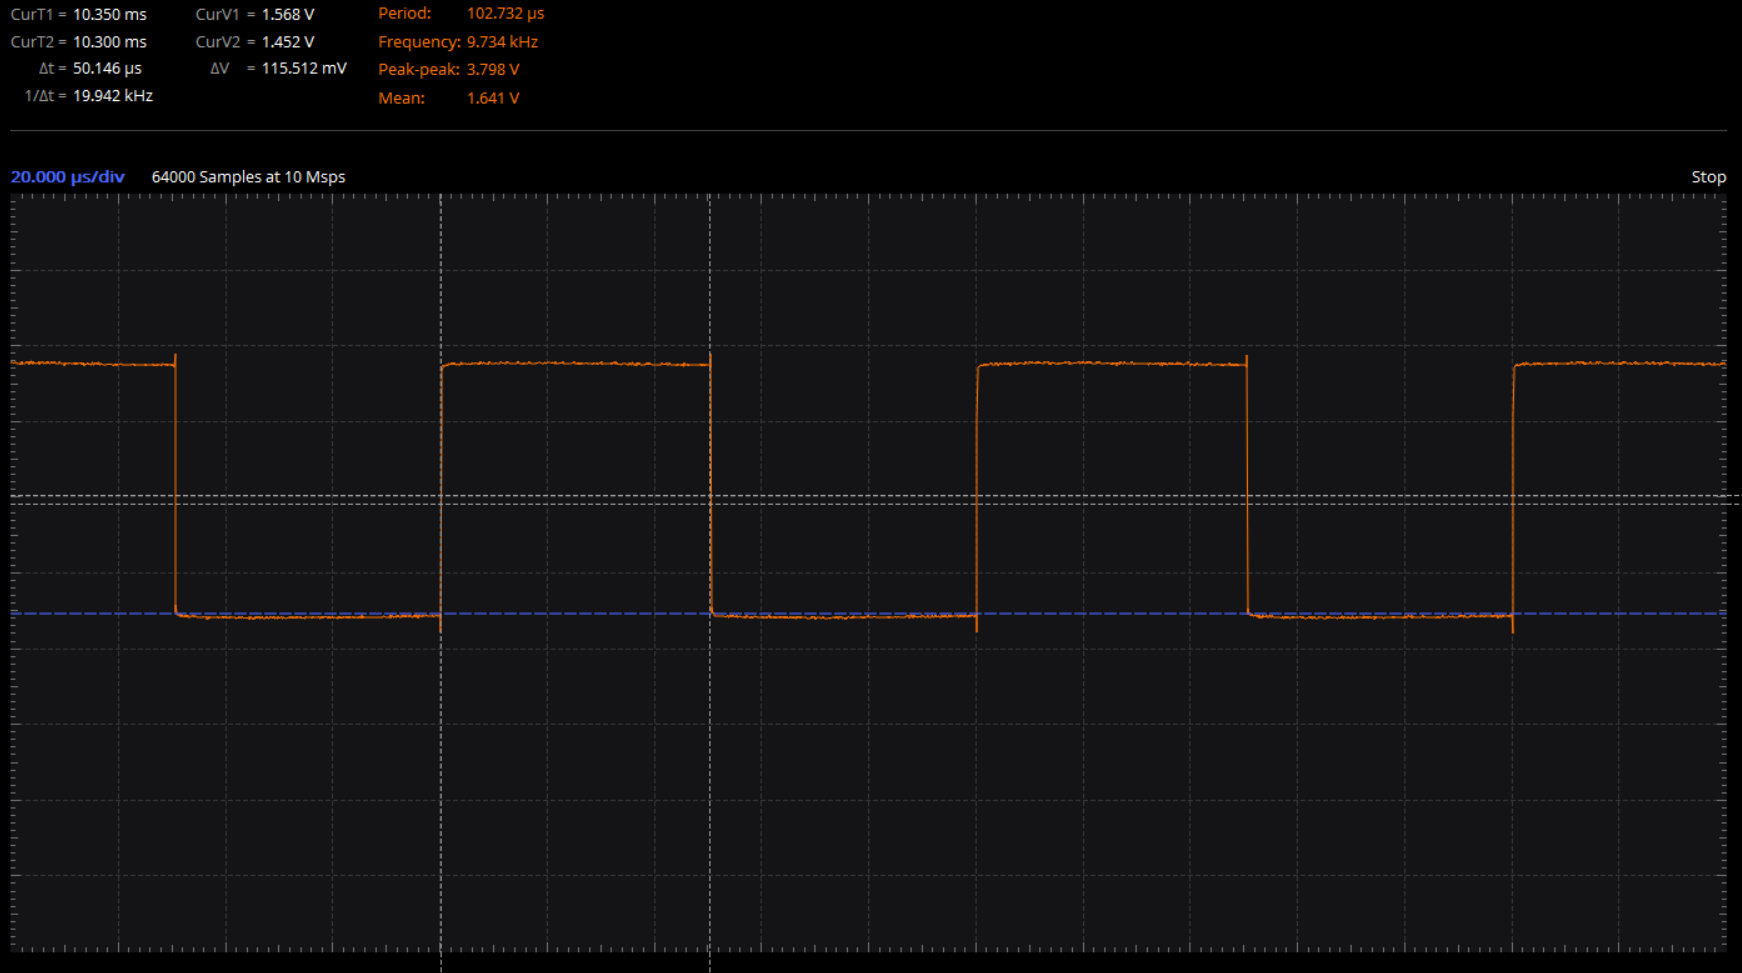 CurT1 = 10.350 ms CurV1 = 1.568 V Period: 102.732 µs
CurT2 = 10.300 ms CurV2 = 1.452 V Frequency: 9.734 kHz
Δt = 50.146 µs ΔV = 115.512 mV Peak-peak: 3.798 V
1/Δt = 19.942 kHz Mean: 1.641 V
20.000 µs/div 64000 Samples at 10 Msps Stop